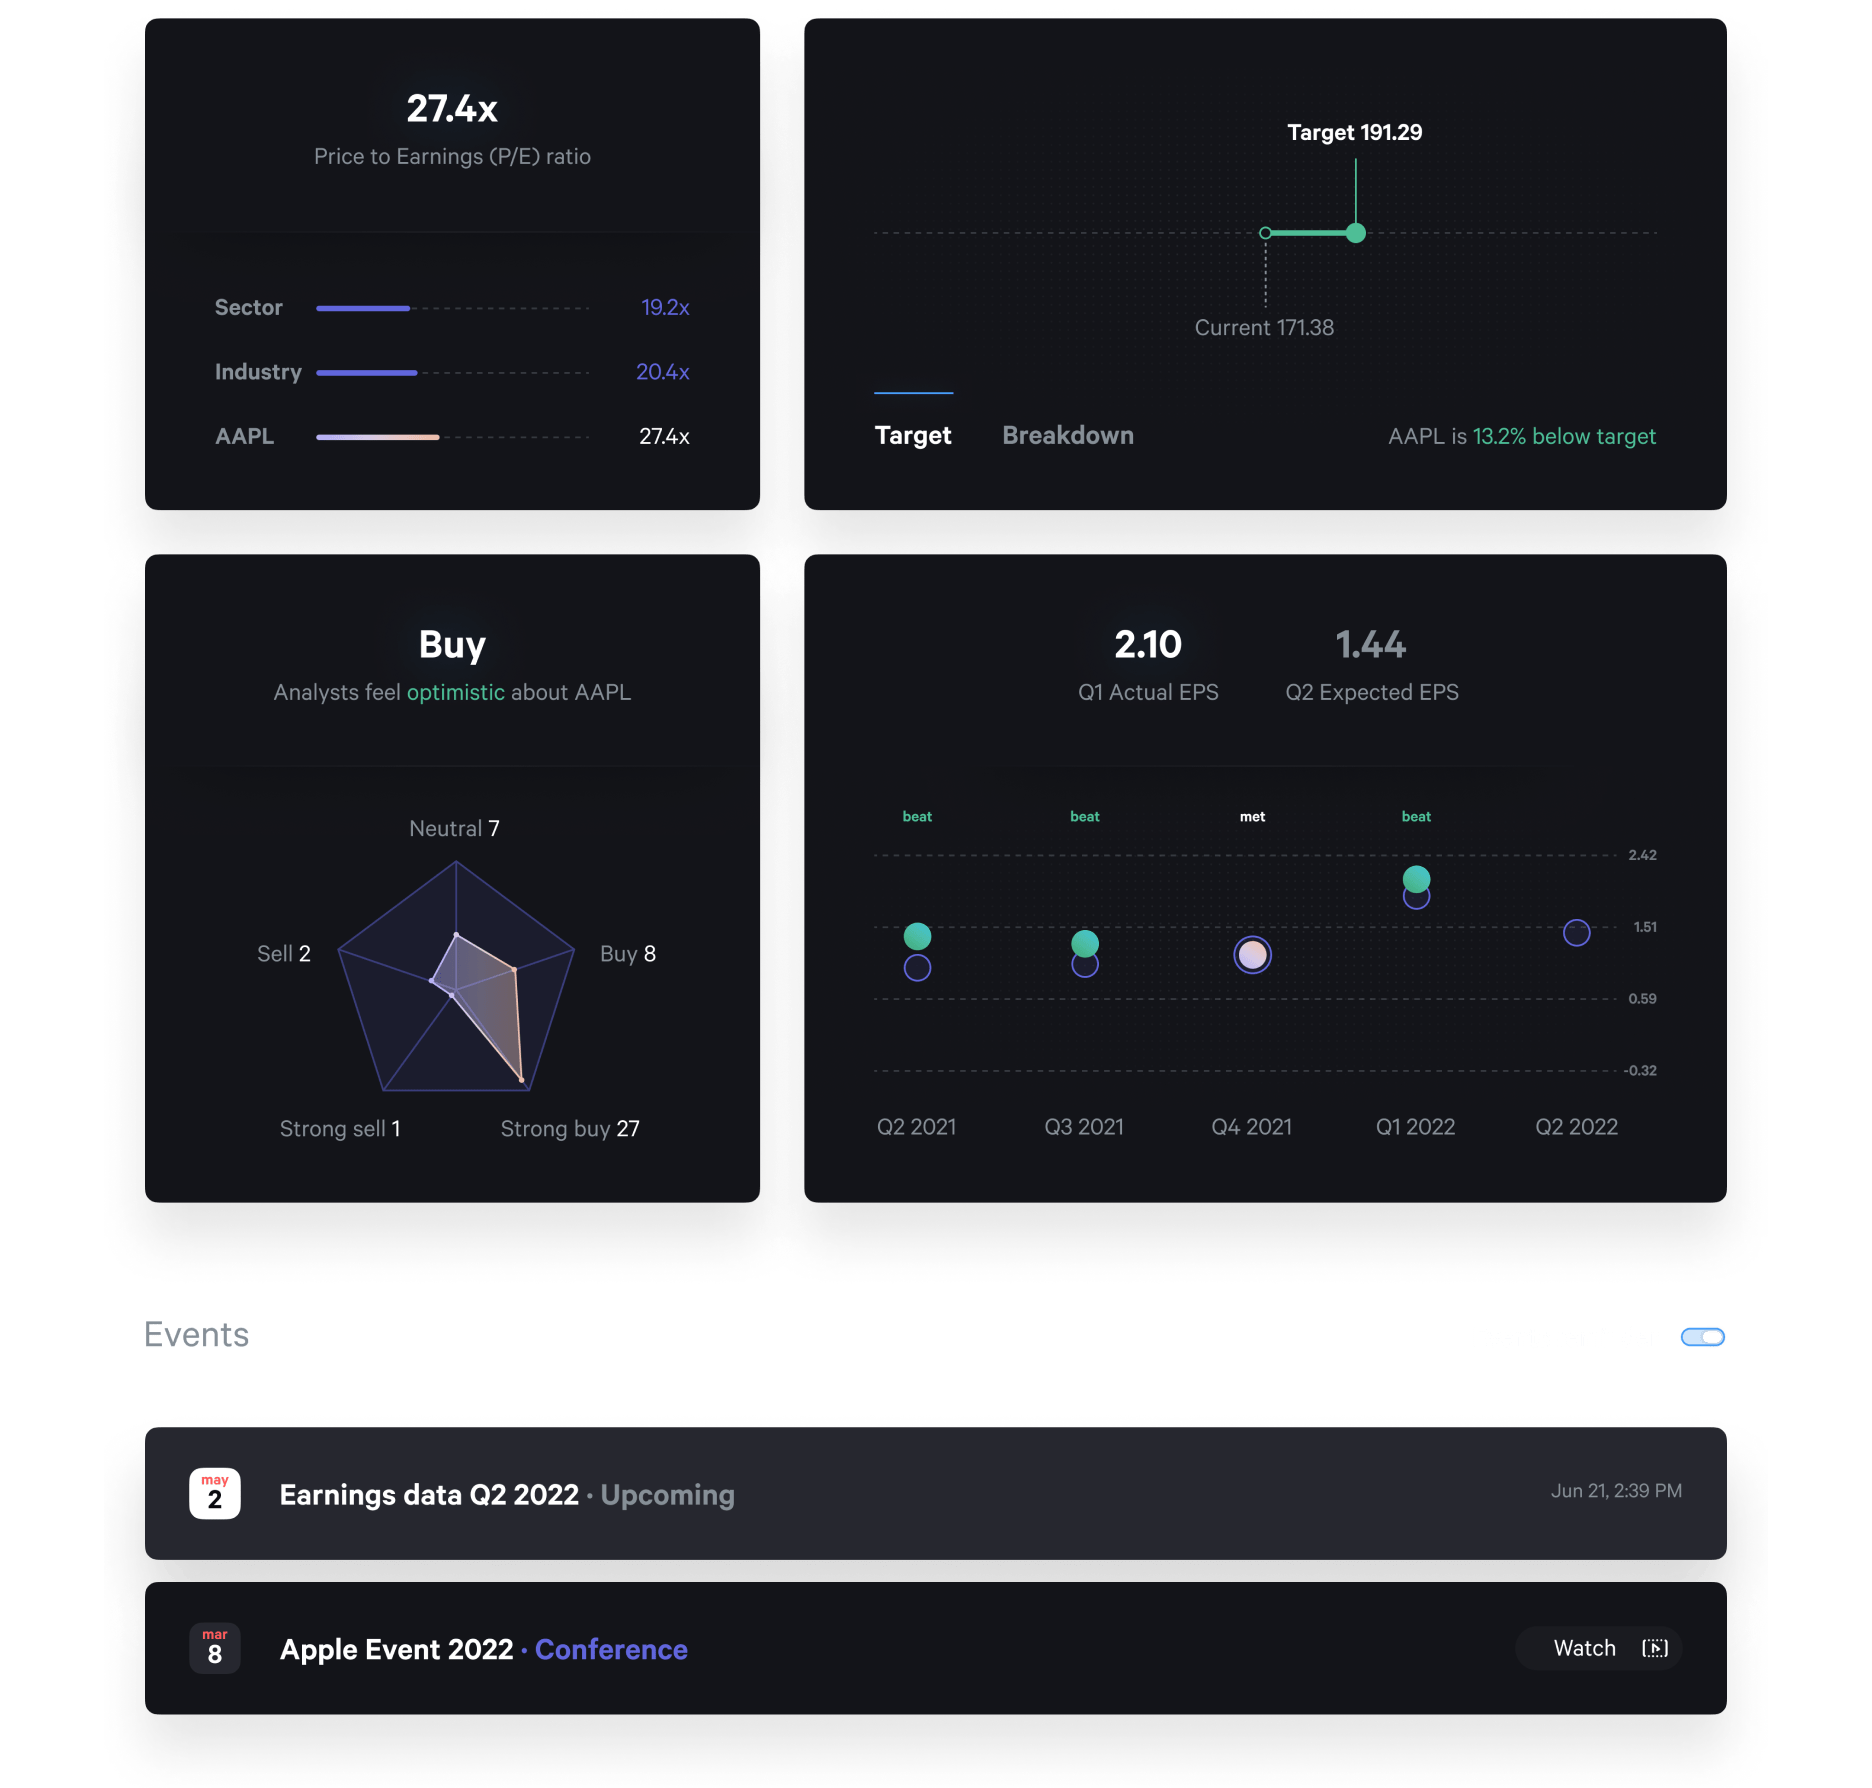 27.4x
Price to Earnings (P/E) ratio
Sector 19.2x
Industry 20.4x
AAPL 27.4x
Target 191.29
Current 171.38
Target Breakdown AAPL is 13.2% below target
Buy
Analysts feel optimistic about AAPL
Neutral 7
Sell 2 Buy 8
Strong sell 1 Strong buy 27
2.10 1.44
Q1 Actual EPS Q2 Expected EPS
beat beat met beat
2.42
1.51
0.59
-0.32
Q2 2021 Q3 2021 Q4 2021 Q1 2022 Q2 2022
Events
may
2
Earnings data Q2 2022 · Upcoming
Jun 21, 2:39 PM
mar
8
Apple Event 2022 · Conference
Watch